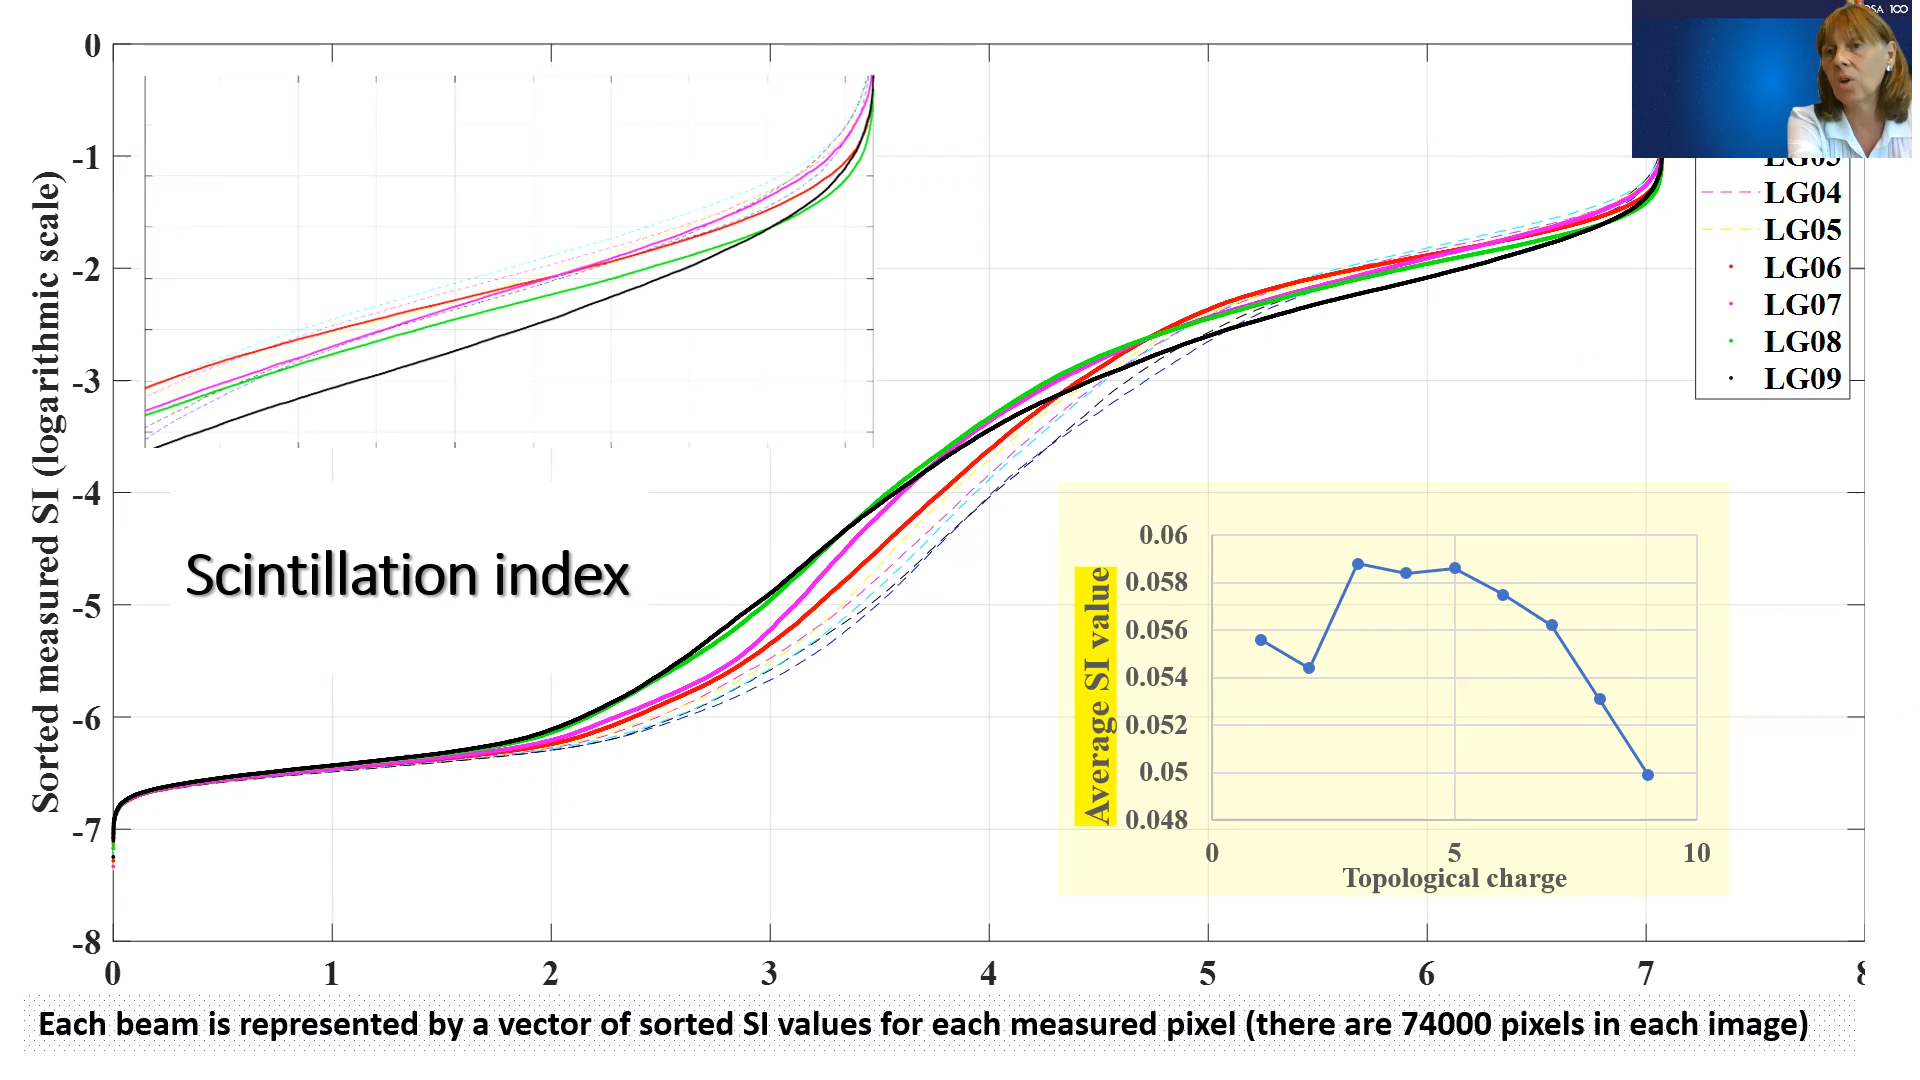 OSA 100
0
-1
-2
-3
-4
-5
-6
-7
-8
Sorted measured SI (logarithmic scale)
LG03
LG04
LG05
LG06
LG07
LG08
LG09
Scintillation index
0.06
0.058
0.056
0.054
0.052
0.05
0.048
Average SI value
0 5 10
Topological charge
0 1 2 3 4 5 6 7 8
Each beam is represented by a vector of sorted SI values for each measured pixel (there are 74000 pixels in each image)